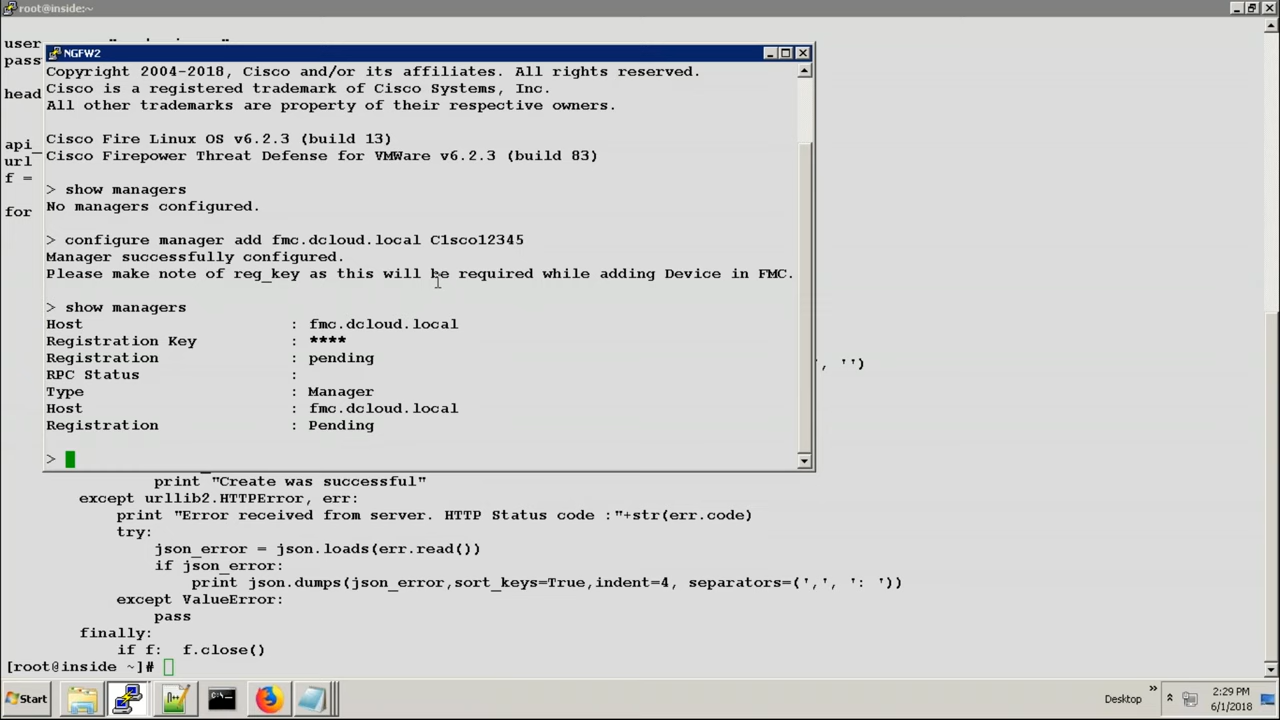 root@inside:~
user
pass
head
api_
url
f =
for
NGFW2
Copyright 2004-2018, Cisco and/or its affiliates. All rights reserved.
Cisco is a registered trademark of Cisco Systems, Inc.
All other trademarks are property of their respective owners.
Cisco Fire Linux OS v6.2.3 (build 13)
Cisco Firepower Threat Defense for VMWare v6.2.3 (build 83)
> show managers
No managers configured.
> configure manager add fmc.dcloud.local C1sco12345
Manager successfully configured.
Please make note of reg_key as this will be required while adding Device in FMC.
> show managers
Host : fmc.dcloud.local
Registration Key : ****
Registration : pending
RPC Status :
Type : Manager
Host : fmc.dcloud.local
Registration : Pending
>
, '')
print "Create was successful"
except urllib2.HTTPError, err:
print "Error received from server. HTTP Status code :"+str(err.code)
try:
json_error = json.loads(err.read())
if json_error:
print json.dumps(json_error,sort_keys=True,indent=4, separators=(',', ': '))
except ValueError:
pass
finally:
if f: f.close()
[root@inside ~]#
Start
Desktop
2:29 PM
6/1/2018